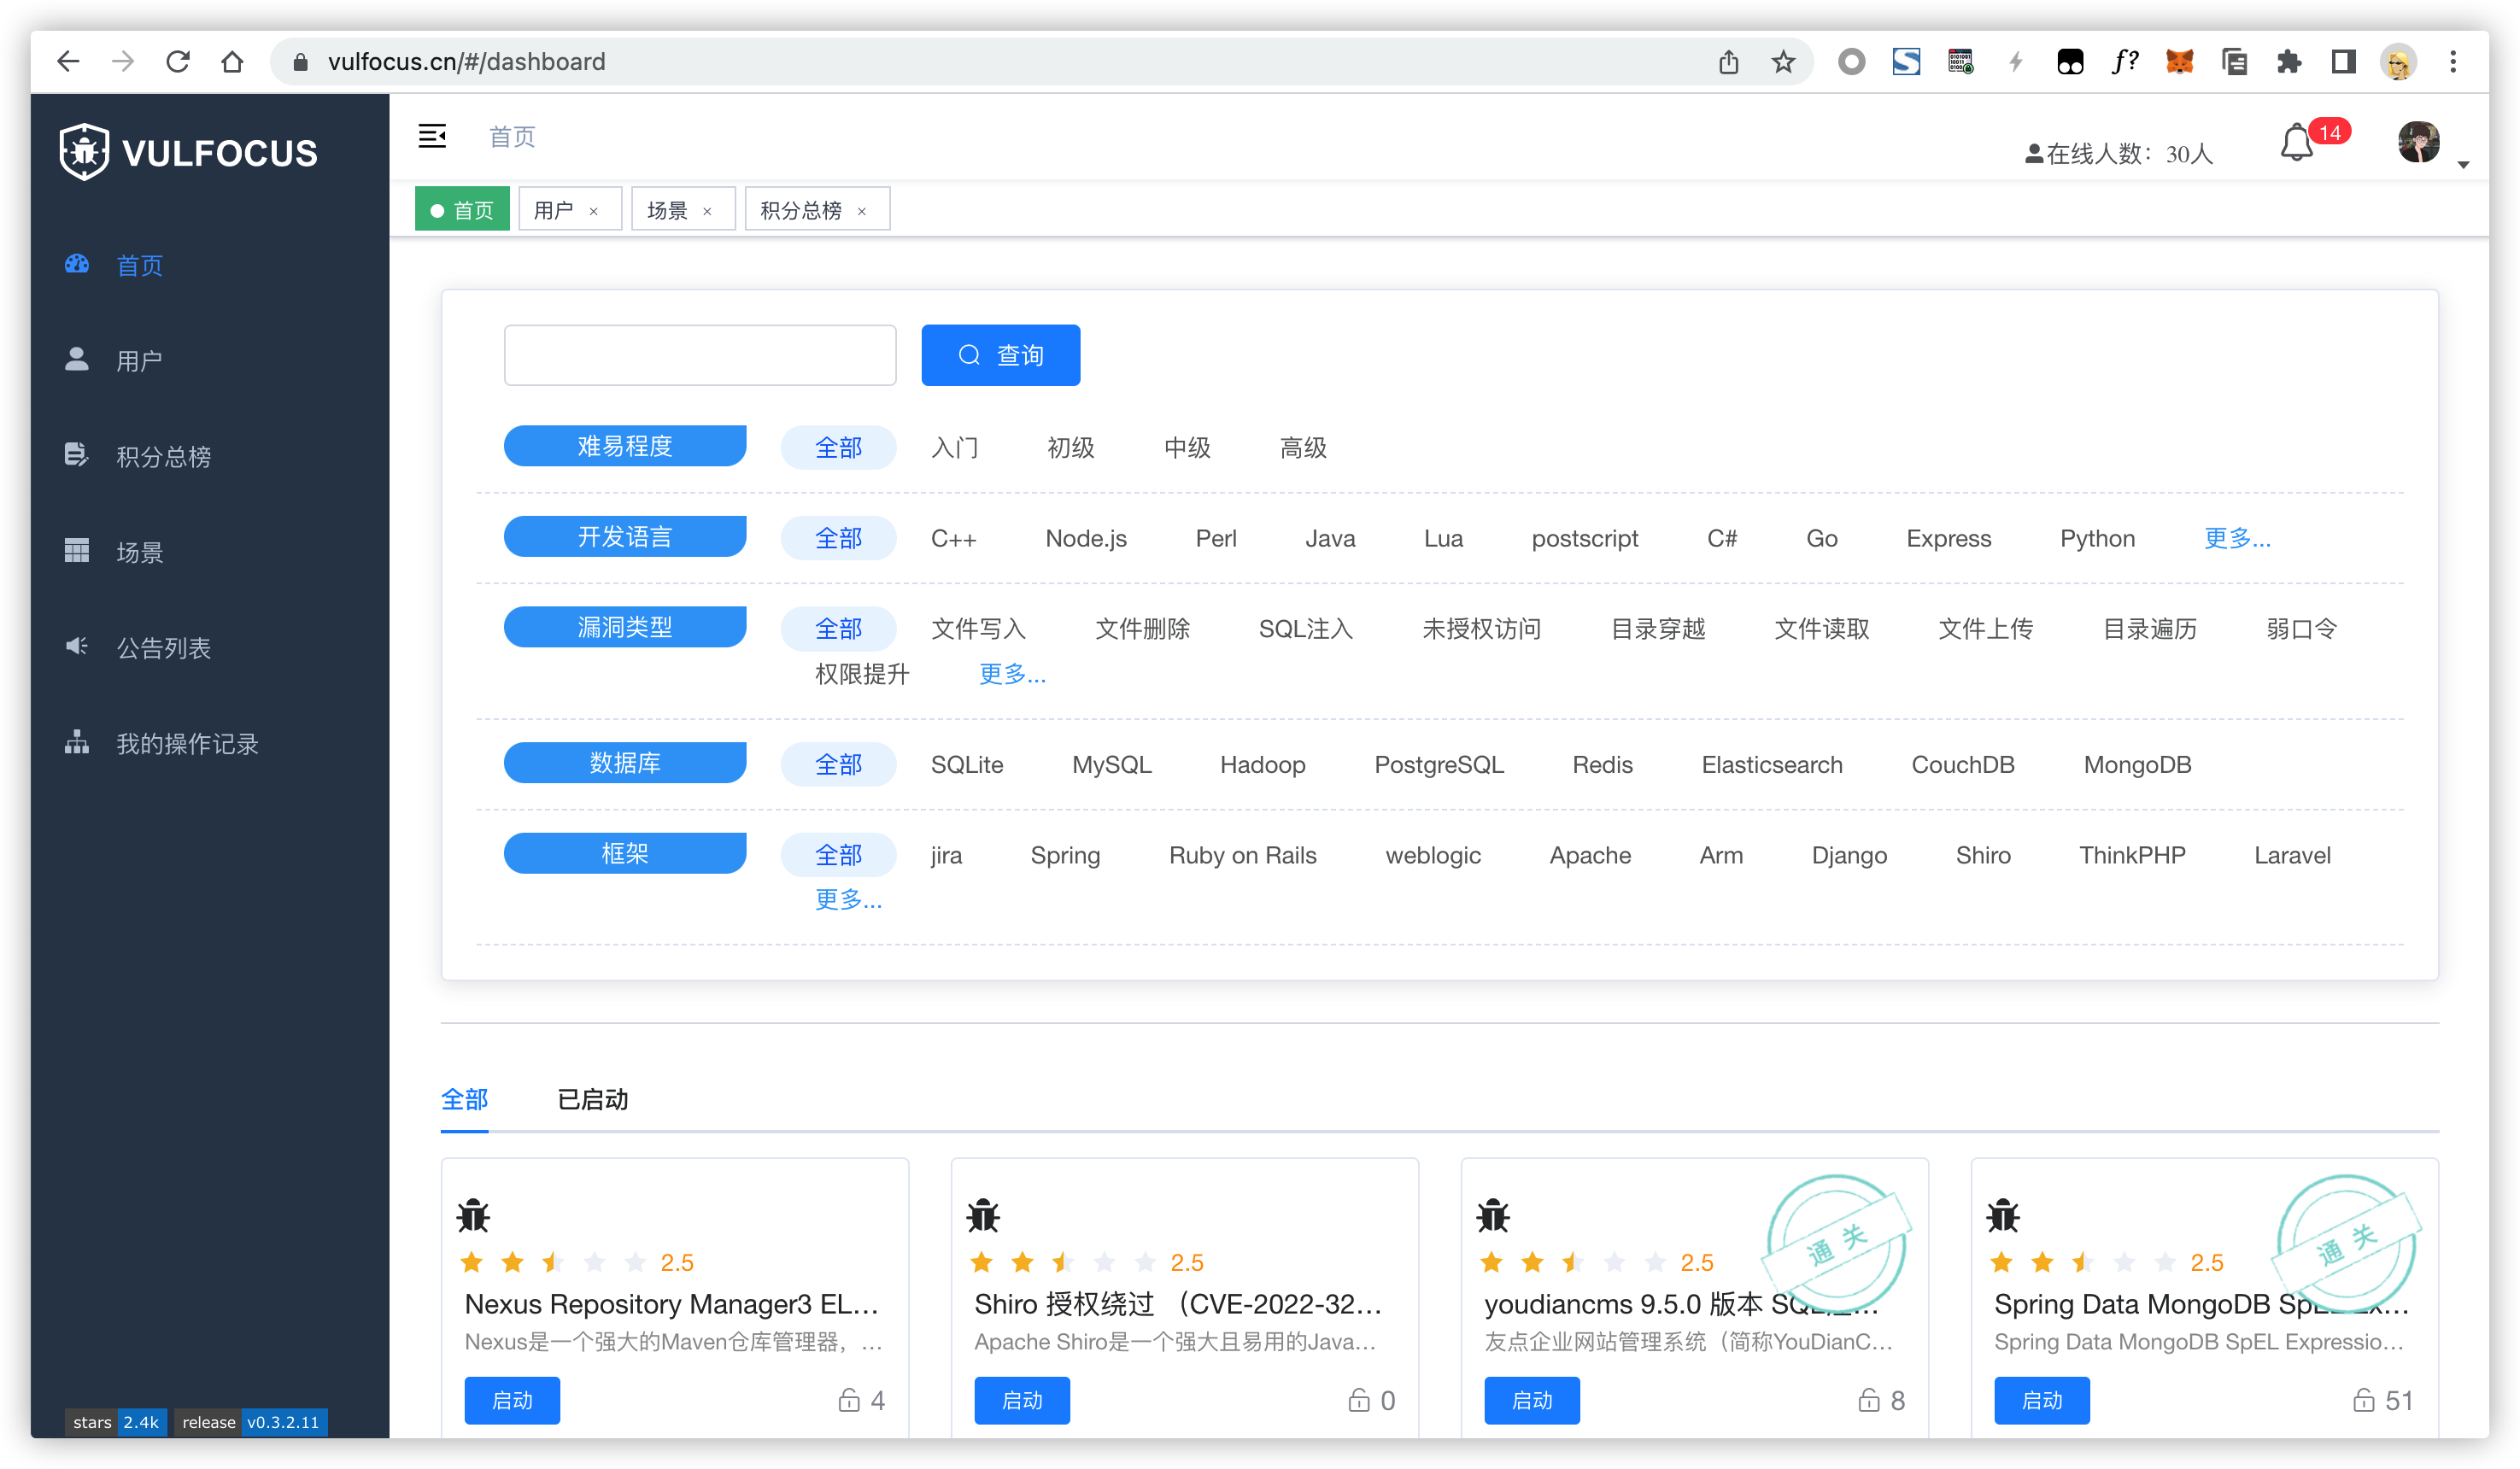 vulfocus.cn/#/dashboard
VULFOCUS
首页
在线人数：30人
14
首页
用户 ×
场景 ×
积分总榜 ×
首页
用户
积分总榜
场景
公告列表
我的操作记录
stars 2.4k release v0.3.2.11
查询
难易程度 全部 入门 初级 中级 高级
开发语言 全部 C++ Node.js Perl Java Lua postscript C# Go Express Python 更多...
漏洞类型 全部 文件写入 文件删除 SQL注入 未授权访问 目录穿越 文件读取 文件上传 目录遍历 弱口令
权限提升 更多...
数据库 全部 SQLite MySQL Hadoop PostgreSQL Redis Elasticsearch CouchDB MongoDB
框架 全部 jira Spring Ruby on Rails weblogic Apache Arm Django Shiro ThinkPHP Laravel
更多...
全部 已启动
2.5
Nexus Repository Manager3 EL...
Nexus是一个强大的Maven仓库管理器，...
启动 4
2.5
Shiro 授权绕过 （CVE-2022-32...
Apache Shiro是一个强大且易用的Java...
启动 0
通关
2.5
youdiancms 9.5.0 版本 SQL注...
友点企业网站管理系统（简称YouDianC...
启动 8
通关
2.5
Spring Data MongoDB SpEL Ex...
Spring Data MongoDB SpEL Expressio...
启动 51